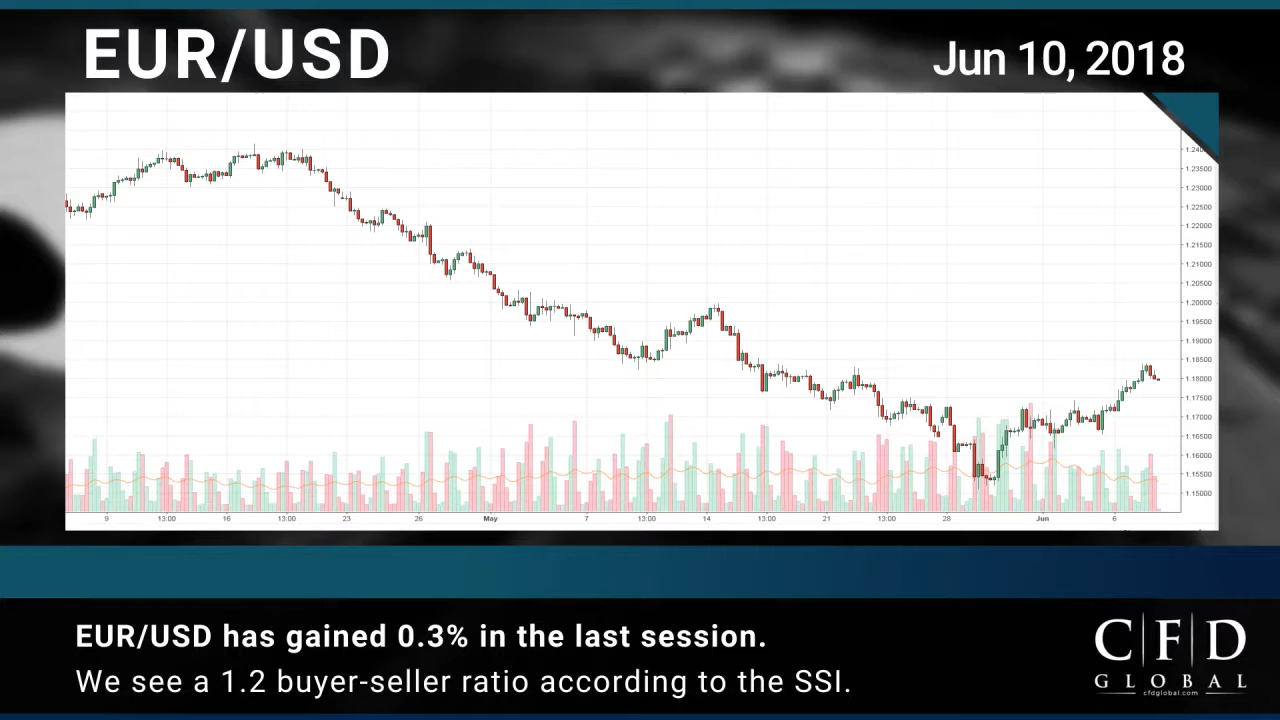 EUR/USD
Jun 10, 2018
1.240
1.23500
1.23000
1.22500
1.22000
1.21500
1.21000
1.20500
1.20000
1.19500
1.19000
1.18500
1.18000
1.17500
1.17000
1.16500
1.16000
1.15500
1.15000
9 13:00 16 13:00 23 26 May 7 13:00 14 13:00 21 13:00 28 Jun 6
EUR/USD has gained 0.3% in the last session.
We see a 1.2 buyer-seller ratio according to the SSI.
CFD
GLOBAL
cfdglobal.com